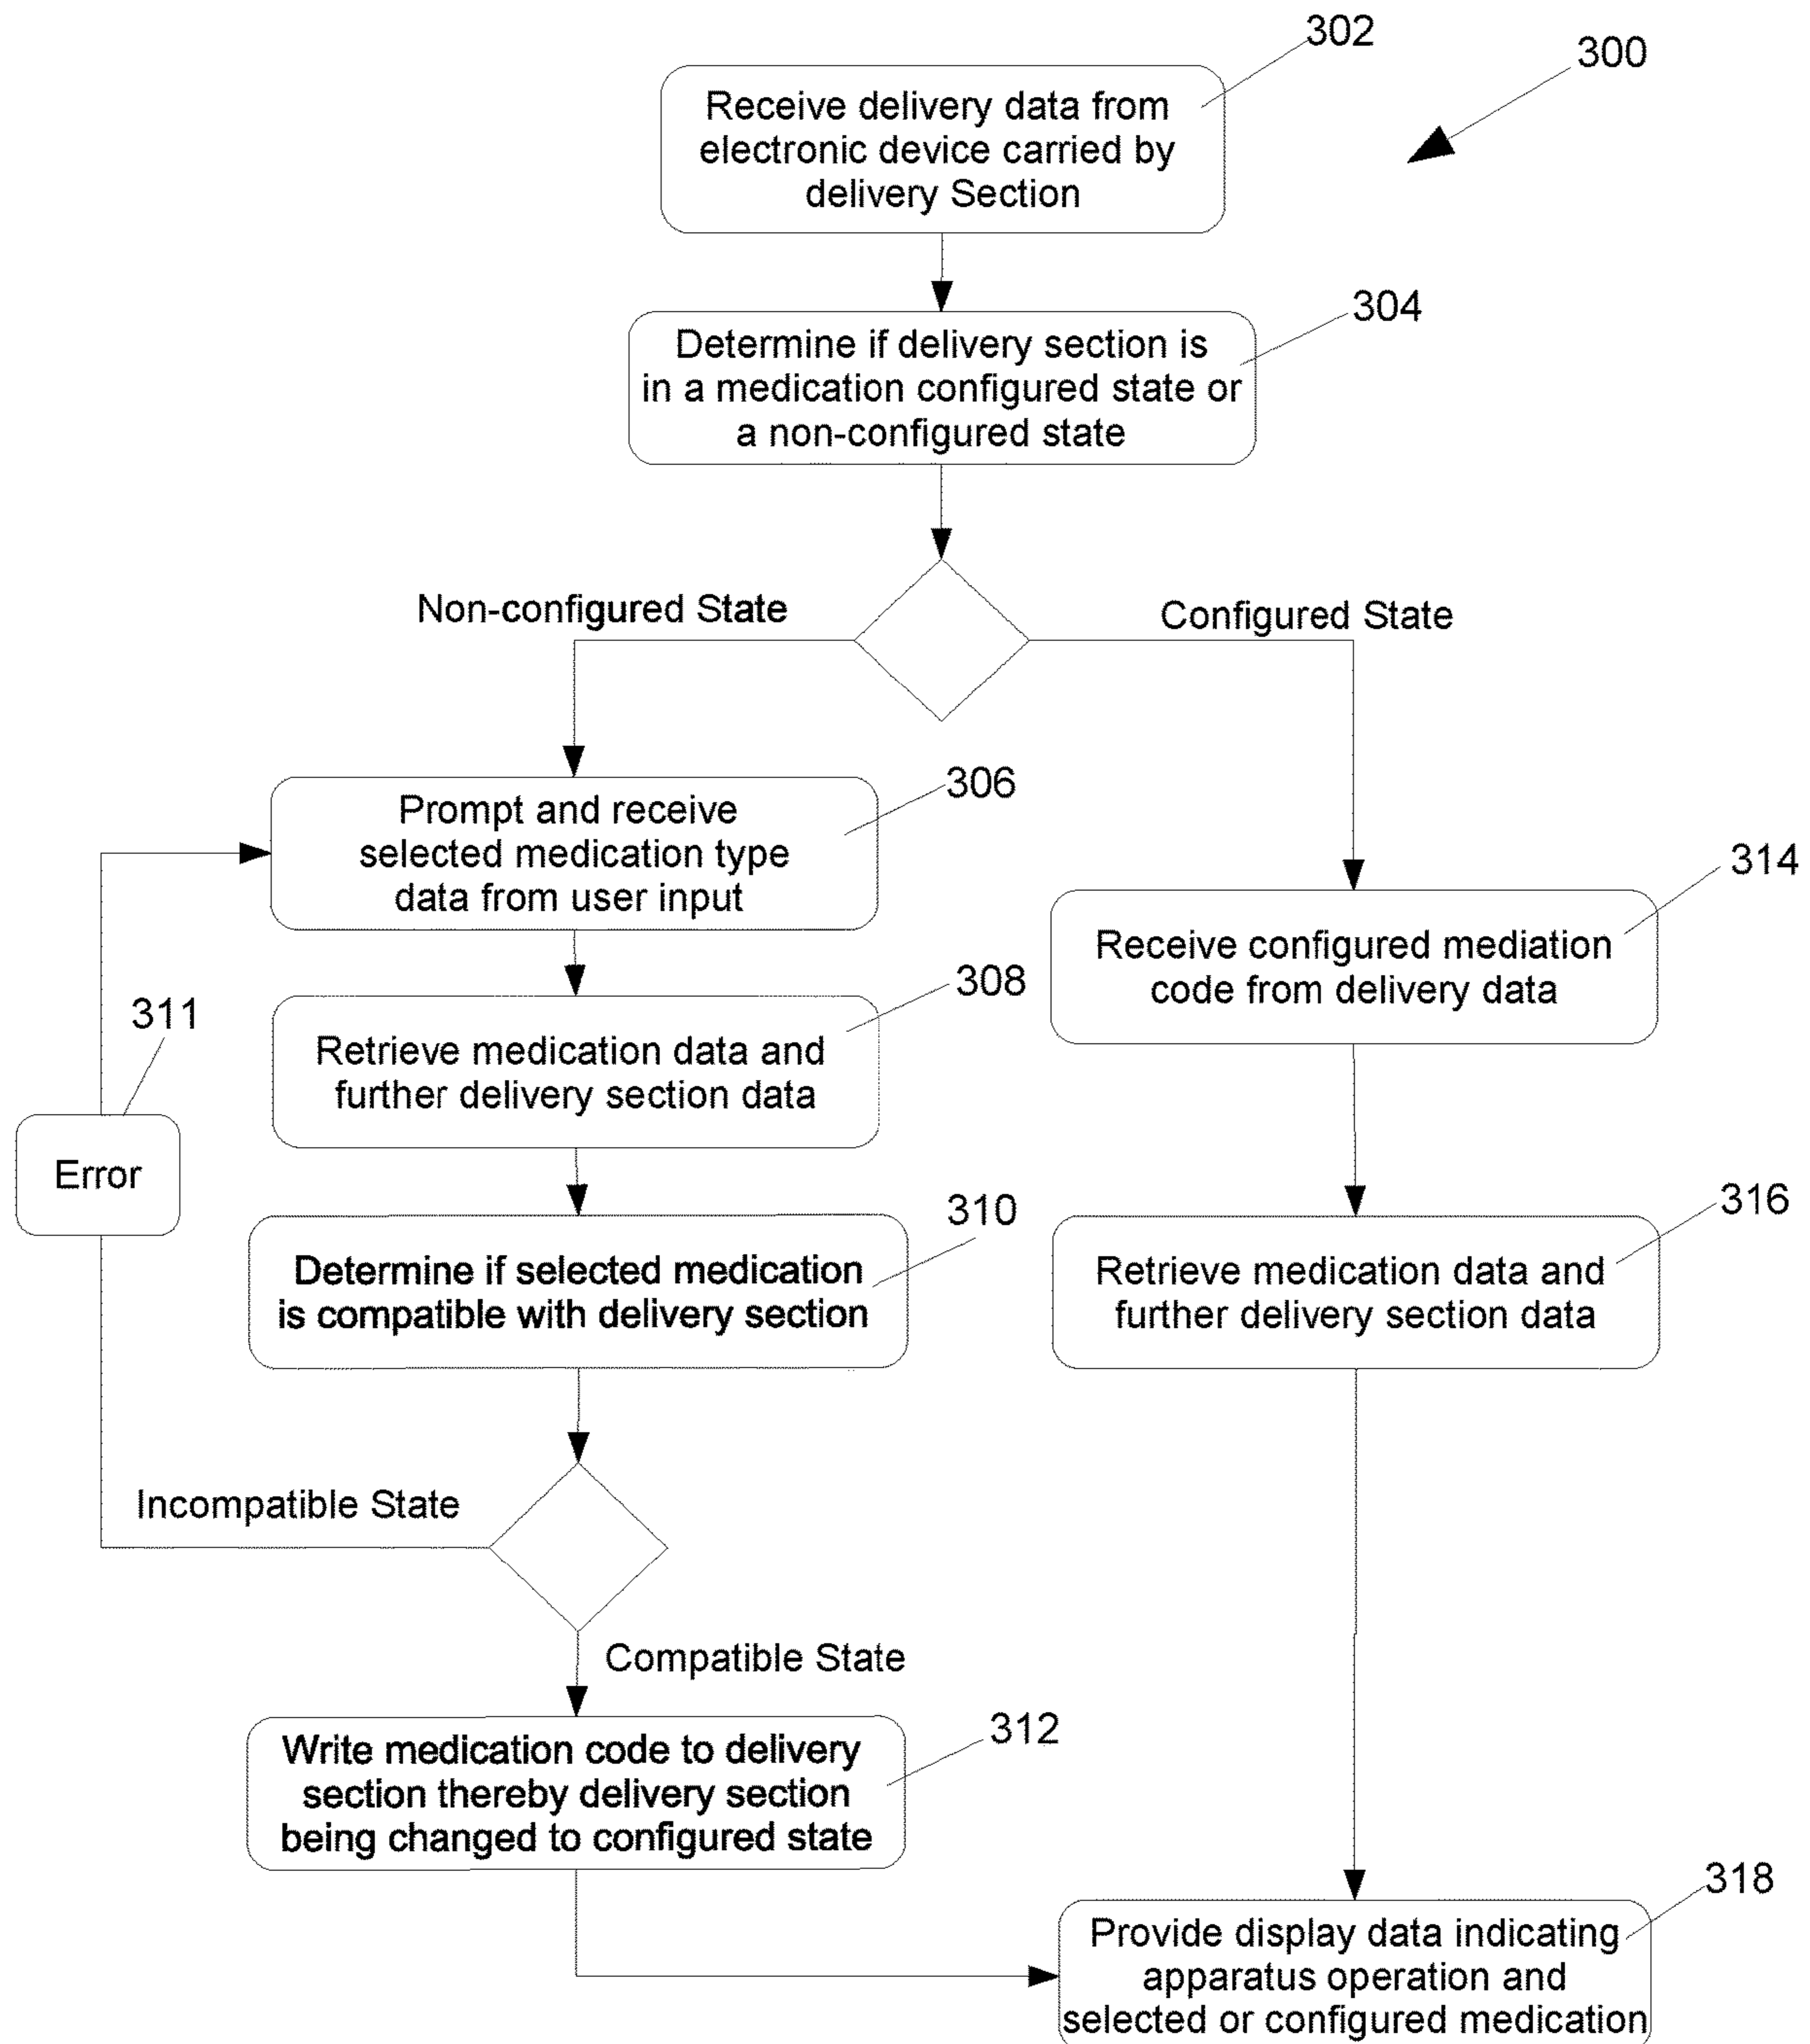 302
300
Receive delivery data from
electronic device carried by
delivery Section
304
Determine if delivery section is
in a medication configured state or
a non-configured state
Non-configured State
Configured State
306
Prompt and receive
selected medication type
data from user input
314
Receive configured mediation
code from delivery data
308
Retrieve medication data and
further delivery section data
311
Error
310
Determine if selected medication
is compatible with delivery section
316
Retrieve medication data and
further delivery section data
Incompatible State
Compatible State
312
Write medication code to delivery
section thereby delivery section
being changed to configured state
318
Provide display data indicating
apparatus operation and
selected or configured medication